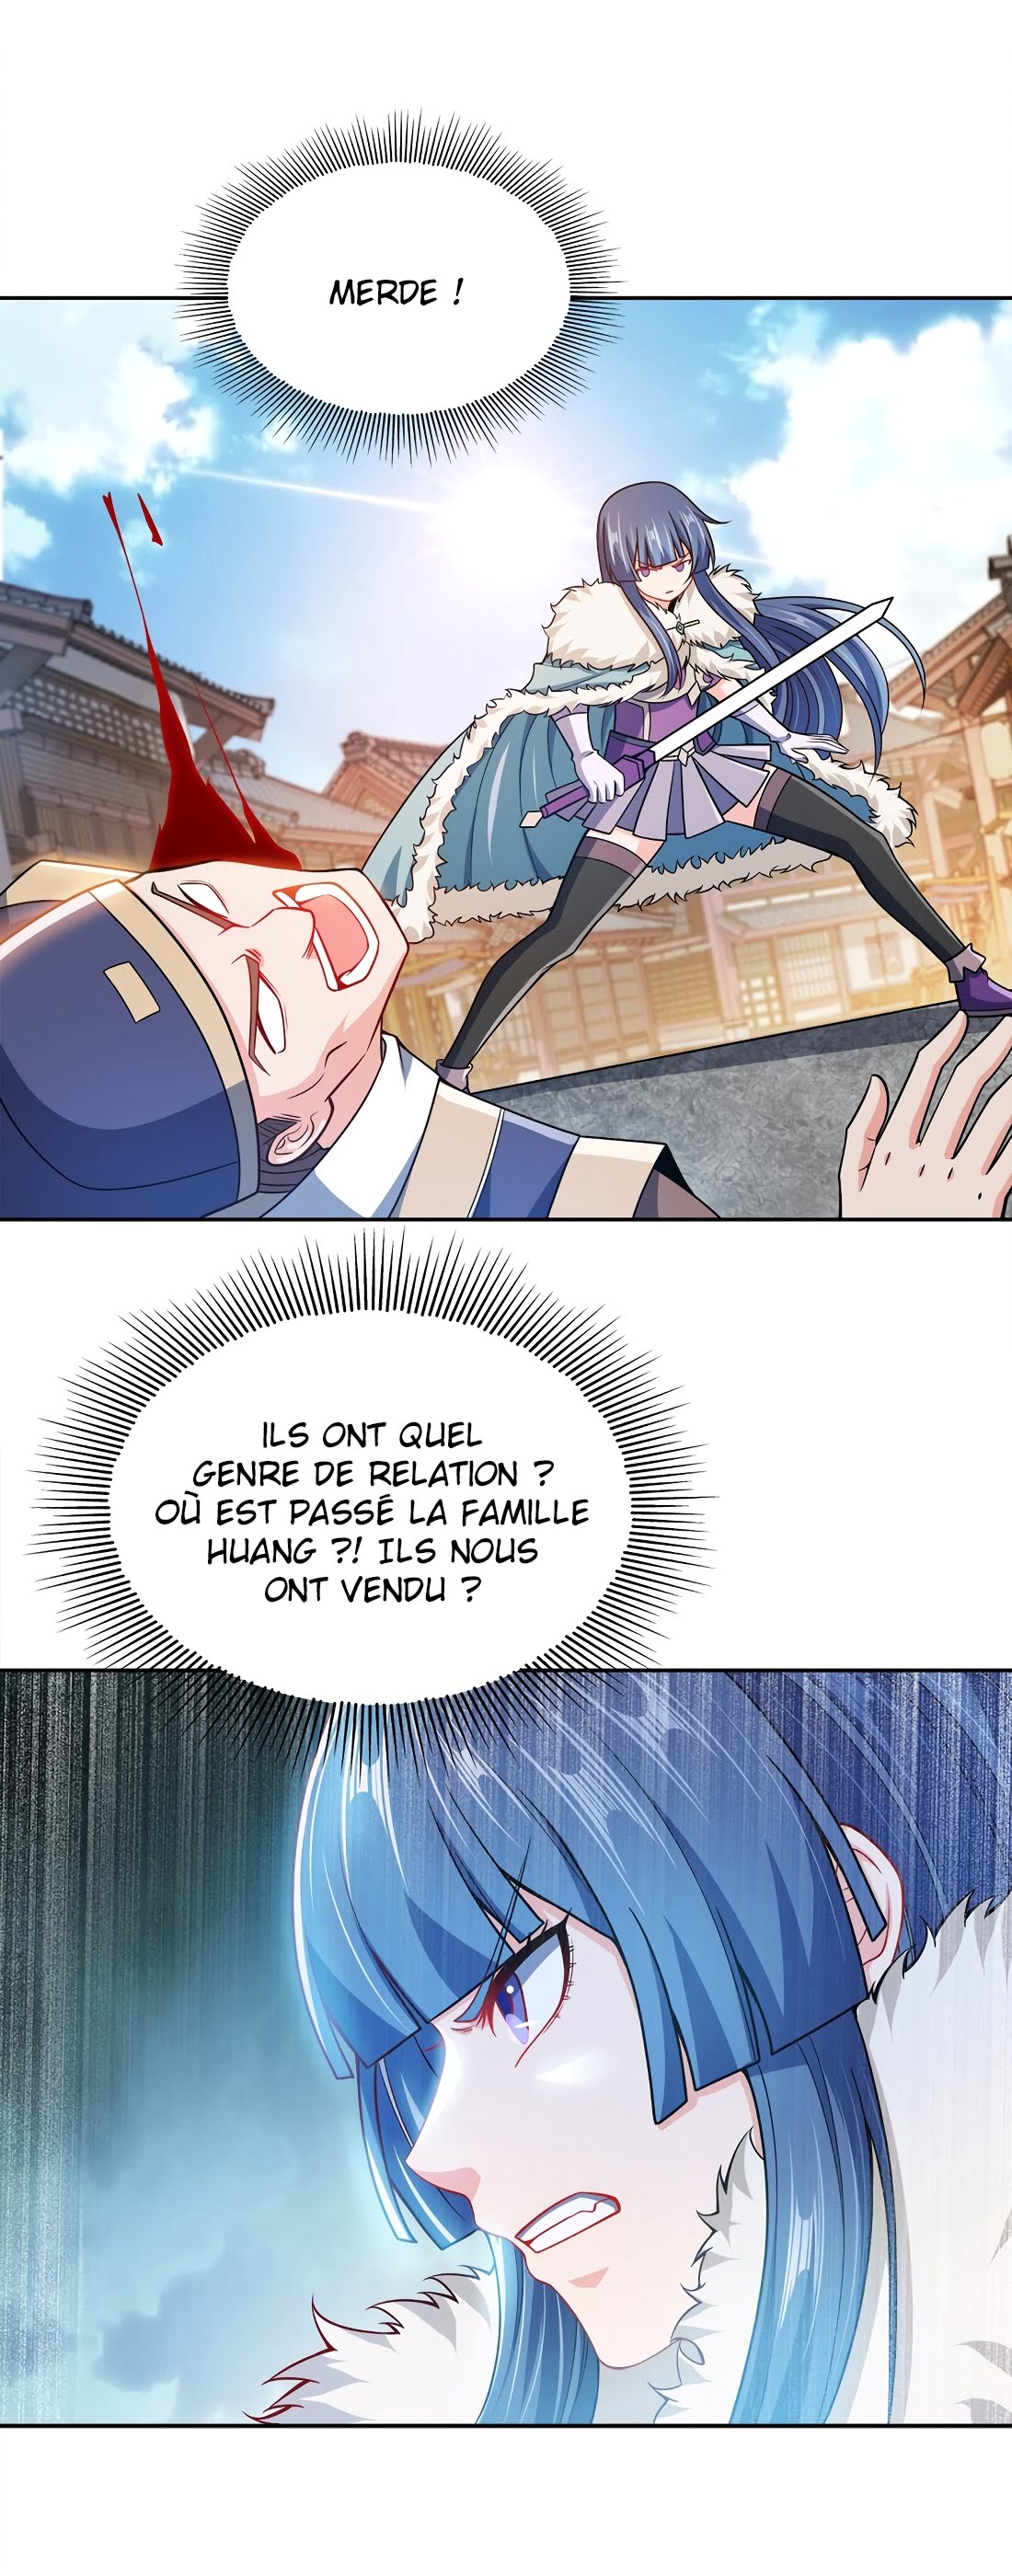 MERDE !
ILS ONT QUEL
GENRE DE RELATION ?
OÙ EST PASSÉ LA FAMILLE
HUANG ?! ILS NOUS
ONT VENDU ?